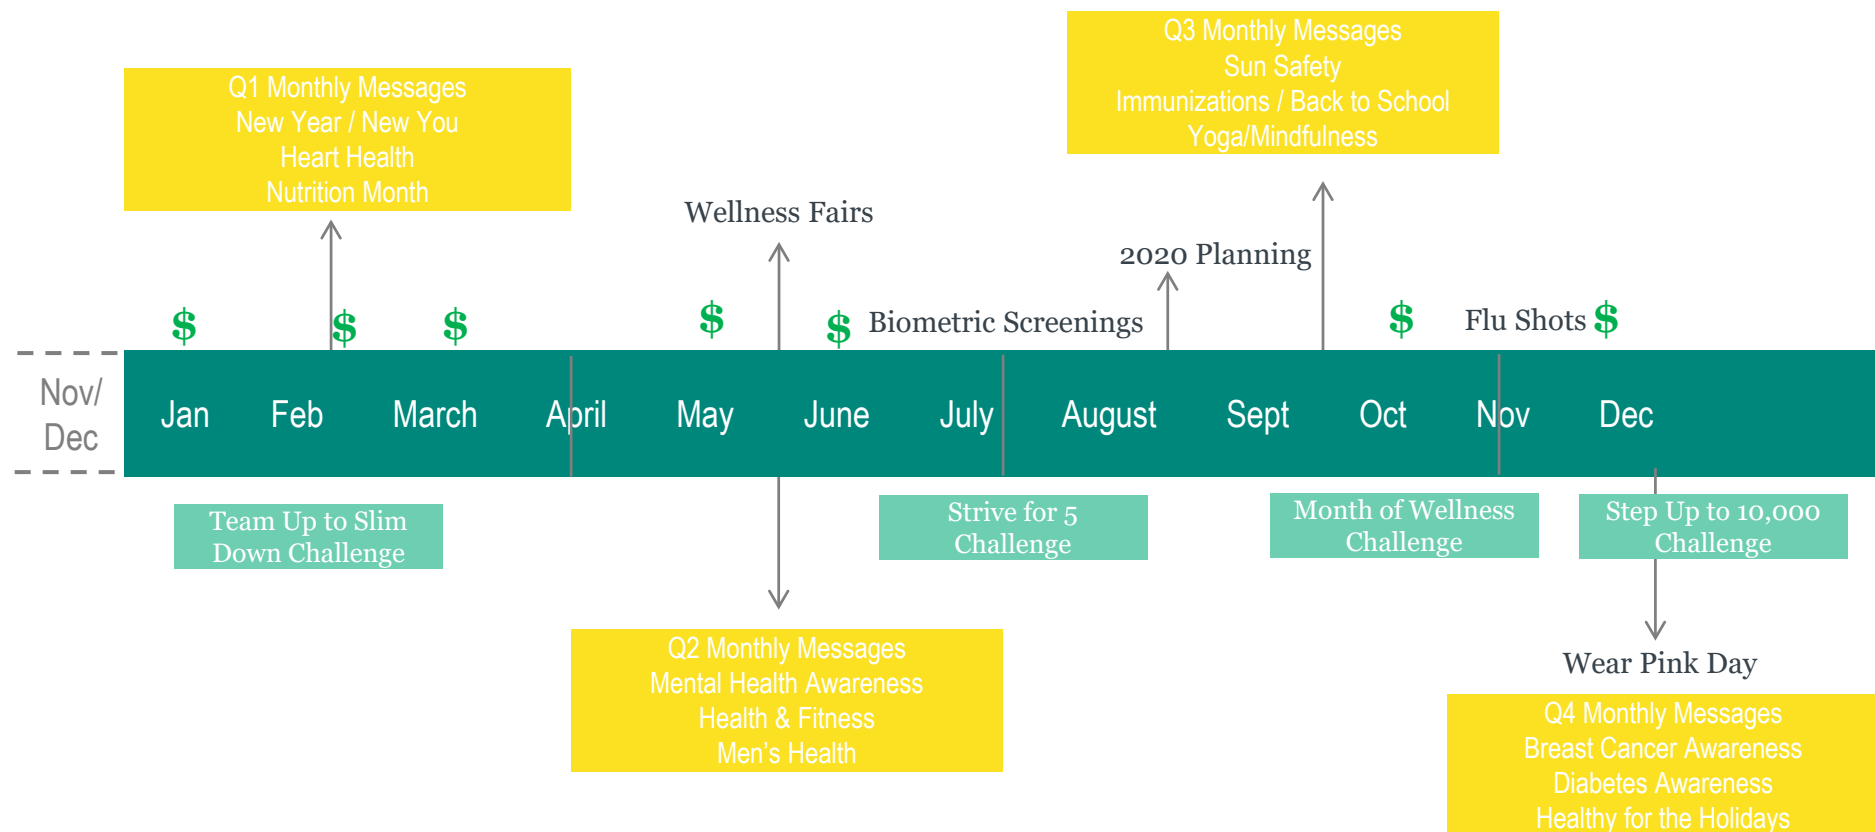 Q3 Monthly Messages
Sun Safety
Immunizations / Back to School
Yoga/Mindfulness
Q1 Monthly Messages
New Year / New You
Heart Health
Nutrition Month
Wellness Fairs
2020 Planning
$
$
$
$
$
Biometric Screenings
$
Flu Shots $
Nov/
Dec
Jan
Feb
March
April
May
June
July
August
Sept
Oct
Nov
Dec
Team Up to Slim
Down Challenge
Strive for 5
Challenge
Month of Wellness
Challenge
Step Up to 10,000
Challenge
Q2 Monthly Messages
Mental Health Awareness
Health & Fitness
Men's Health
Wear Pink Day
Q4 Monthly Messages
Breast Cancer Awareness
Diabetes Awareness
Healthy for the Holidays